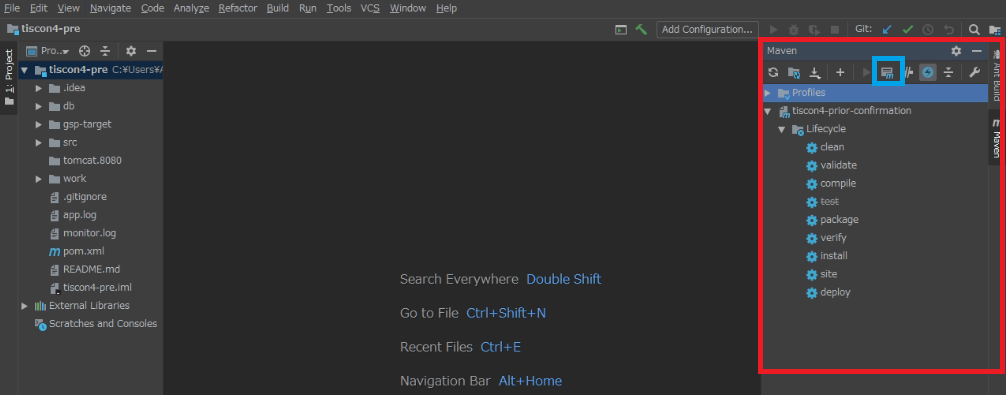 File Edit View Navigate Code Analyze Refactor Build Run Tools VCS Window Help
tiscon4-pre
Add Configuration...
Git:
1: Project
Pro...
tiscon4-pre C:¥Users¥A
.idea
db
gsp-target
src
tomcat.8080
work
.gitignore
app.log
monitor.log
pom.xml
README.md
tiscon4-pre.iml
External Libraries
Scratches and Consoles
Search Everywhere Double Shift
Go to File Ctrl+Shift+N
Recent Files Ctrl+E
Navigation Bar Alt+Home
Maven
Profiles
tiscon4-prior-confirmation
Lifecycle
clean
validate
compile
test
package
verify
install
site
deploy
Ant Build
Maven